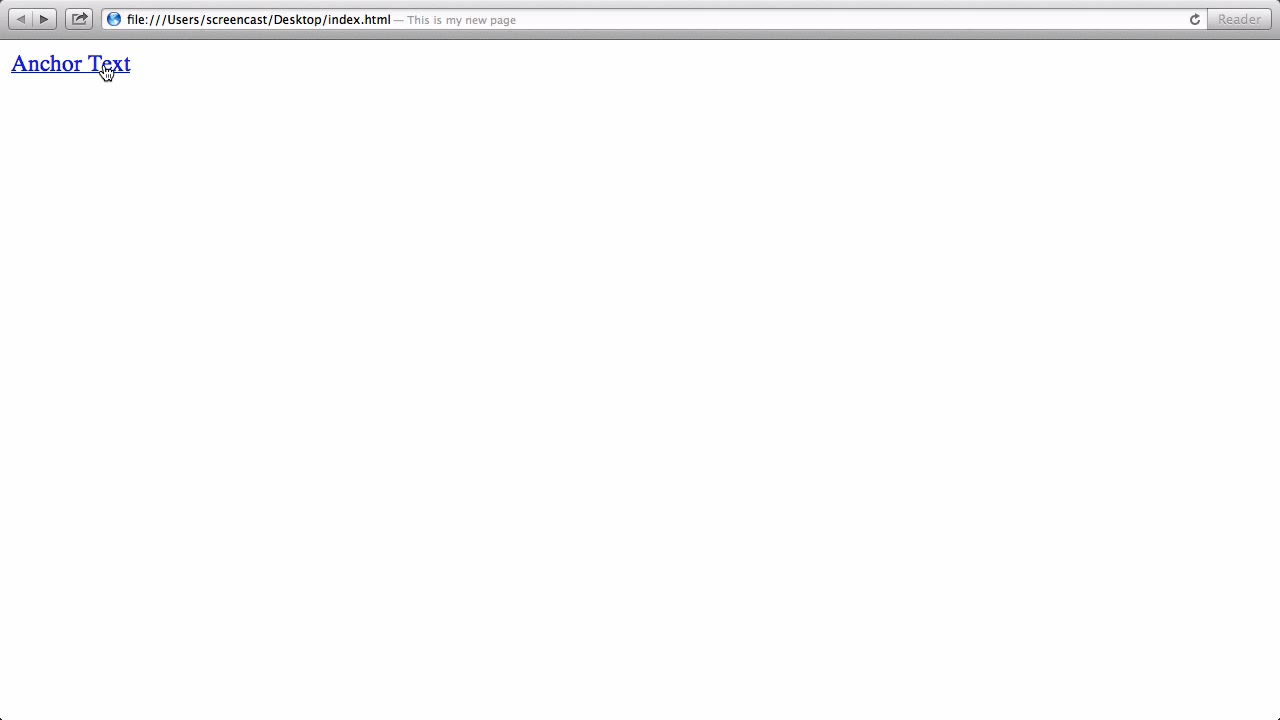 file:///Users/screencast/Desktop/index.html — This is my new page
Reader
Anchor Text